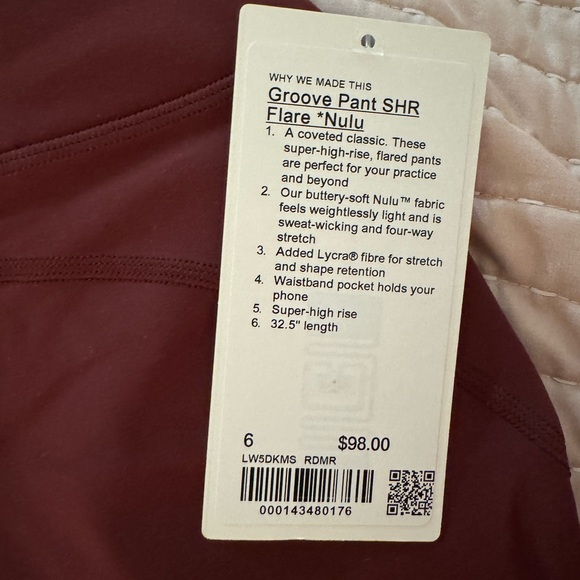 WHY WE MADE THIS
Groove Pant SHR
Flare *Nulu
1. A coveted classic. These
super-high-rise, flared pants
are perfect for your practice
and beyond
2. Our buttery-soft Nulu™ fabric
feels weightlessly light and is
sweat-wicking and four-way
stretch
3. Added Lycra® fibre for stretch
and shape retention
4. Waistband pocket holds your
phone
5. Super-high rise
6. 32.5" length
6 $98.00
LW5DKMS RDMR
000143480176